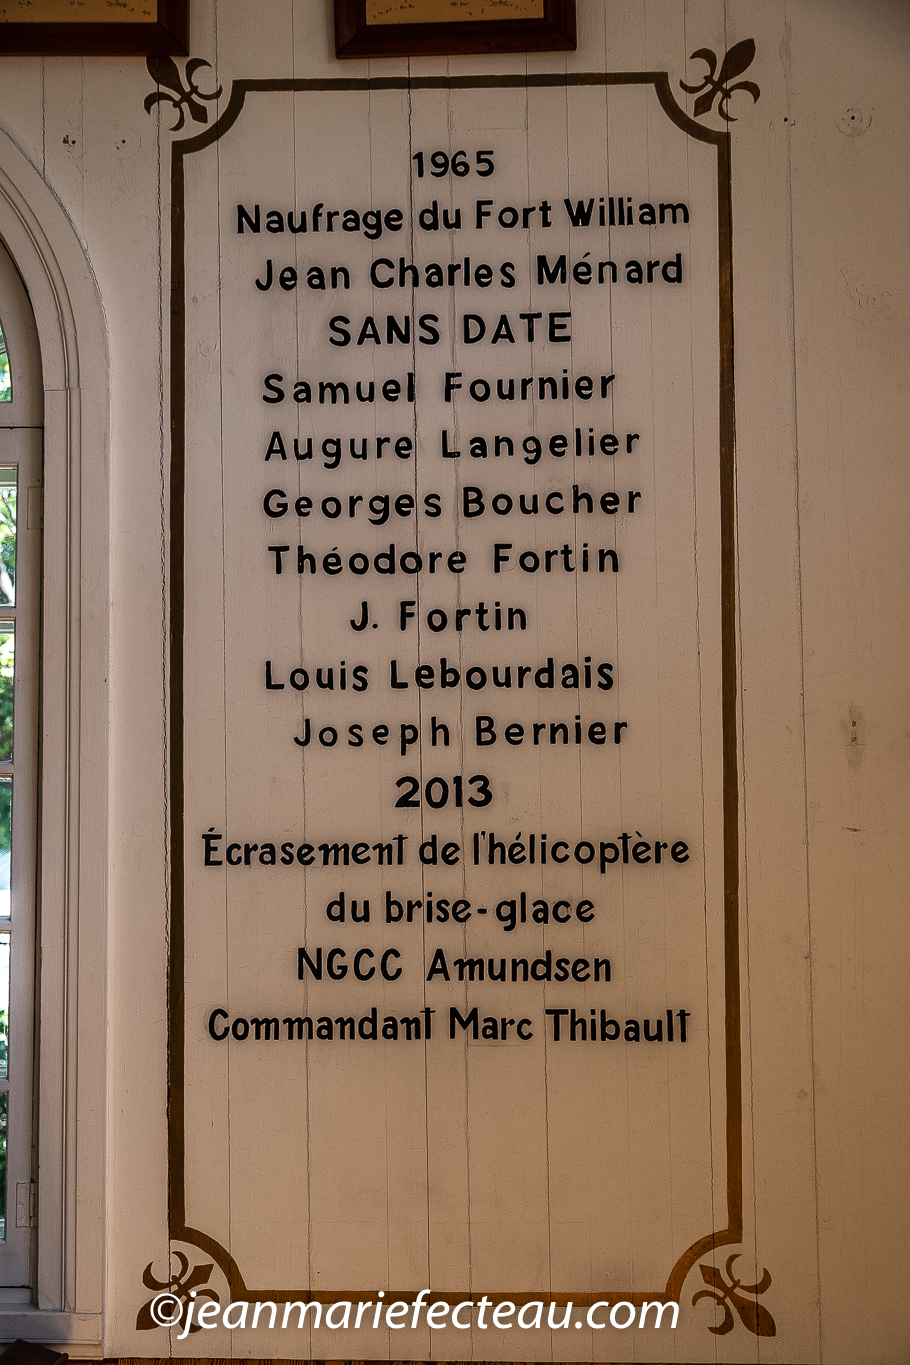 1965
Naufrage du Fort William
Jean Charles Ménard
SANS DATE
Samuel Fournier
Augure Langelier
Georges Boucher
Théodore Fortin
J. Fortin
Louis Lebourdais
Joseph Bernier
2013
Écrasement de l'hélicoptère
du brise-glace
NGCC Amundsen
Commandant Marc Thibault
©jeanmariefecteau.com